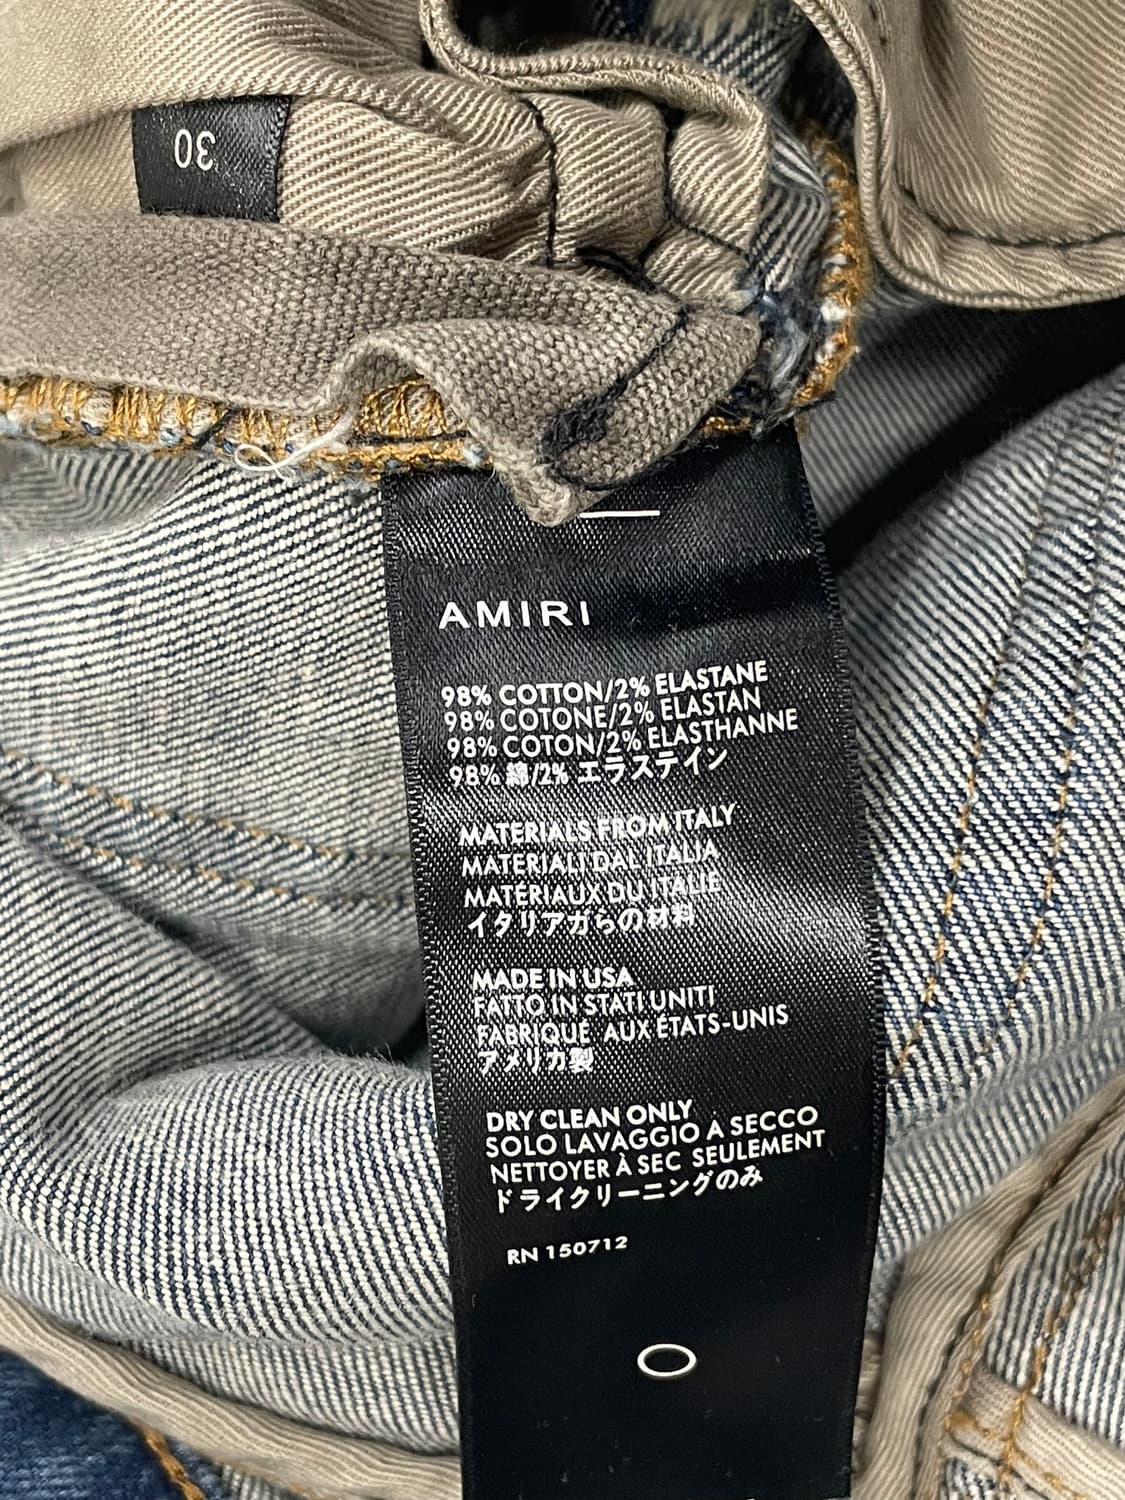 30
AMIRI
98% COTTON/2% ELASTANE
98% COTONE/2% ELASTAN
98% COTON/2% ELASTHANNE
98% 綿/2% エラステイン
MATERIALS FROM ITALY
MATERIALI DAL ITALIA
MATERIAUX DU ITALIE
イタリアガらの材料
MADE IN USA
FATTO IN STATI UNITI
FABRIQUE AUX ÉTATS-UNIS
アメリカ製
DRY CLEAN ONLY
SOLO LAVAGGIO A SECCO
NETTOYER À SEC SEULEMENT
ドライクリーニングのみ
RN 150712